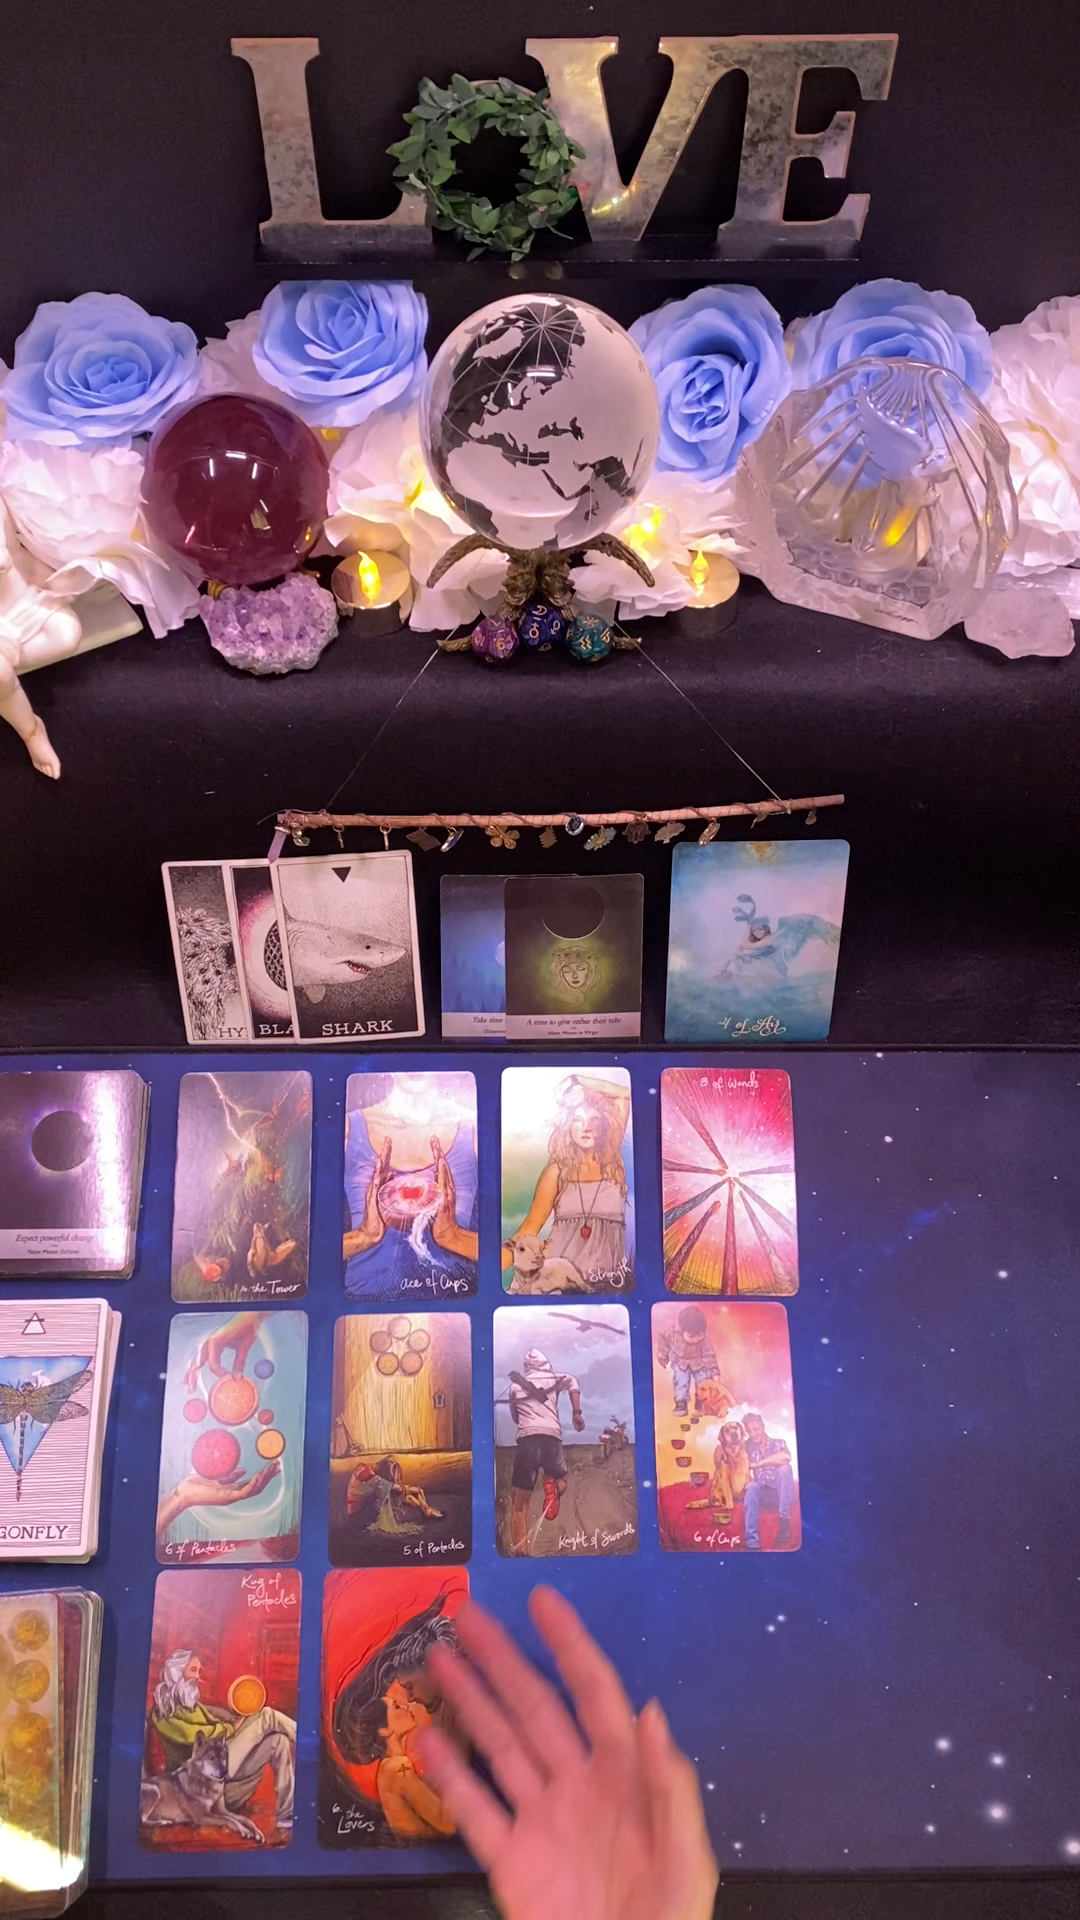 LOVE
HY
BLA
SHARK
Take time
A time to give rather than take
New Moon in Virgo
4 of Air
Expect powerful change
New Moon Eclipse
the Tower
ace of Cups
Strength
8 of Wands
GONFLY
6 of Pentacles
5 of Pentacles
Knight of Swords
6 of Cups
King of
Pentacles
6. the
Lovers